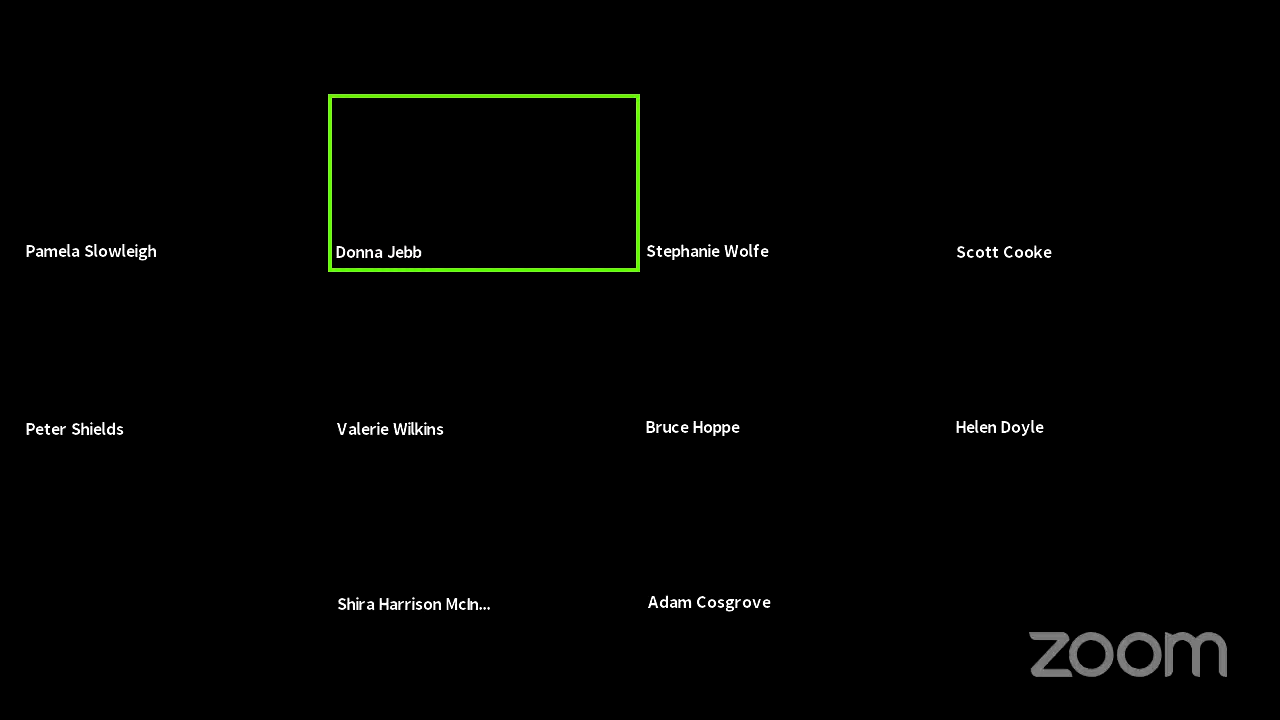 Pamela Slowleigh
Donna Jebb
Stephanie Wolfe
Scott Cooke
Peter Shields
Valerie Wilkins
Bruce Hoppe
Helen Doyle
Shira Harrison McIn...
Adam Cosgrove
zoom